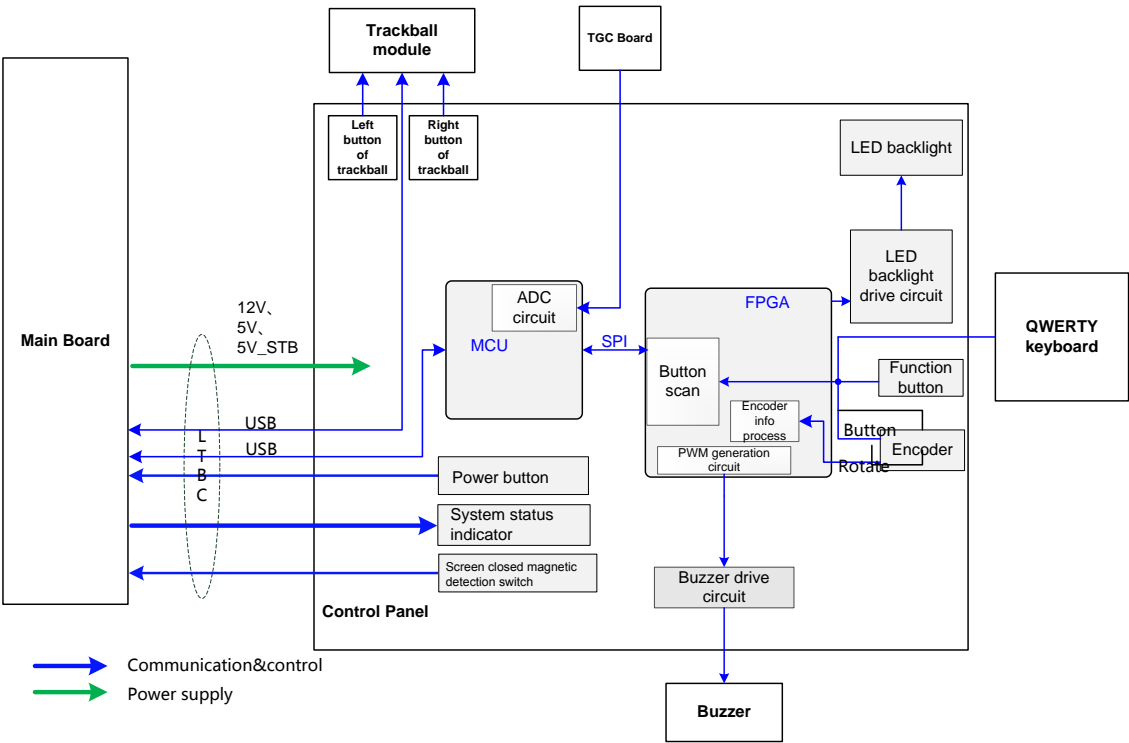 Trackball
module
TGC Board
Left
button
of
trackball
Right
button
of
trackball
LED backlight
LED
backlight
drive circuit
ADC
circuit
MCU
SPI
FPGA
12V、
5V、
5V_STB
Main Board
QWERTY
keyboard
Button
scan
Function
button
Encoder
info
process
Button
Encoder
Rotate
PWM generation
circuit
USB
USB
L
T
B
C
Power button
System status
indicator
Screen closed magnetic
detection switch
Buzzer drive
circuit
Control Panel
Communication&control
Power supply
Buzzer